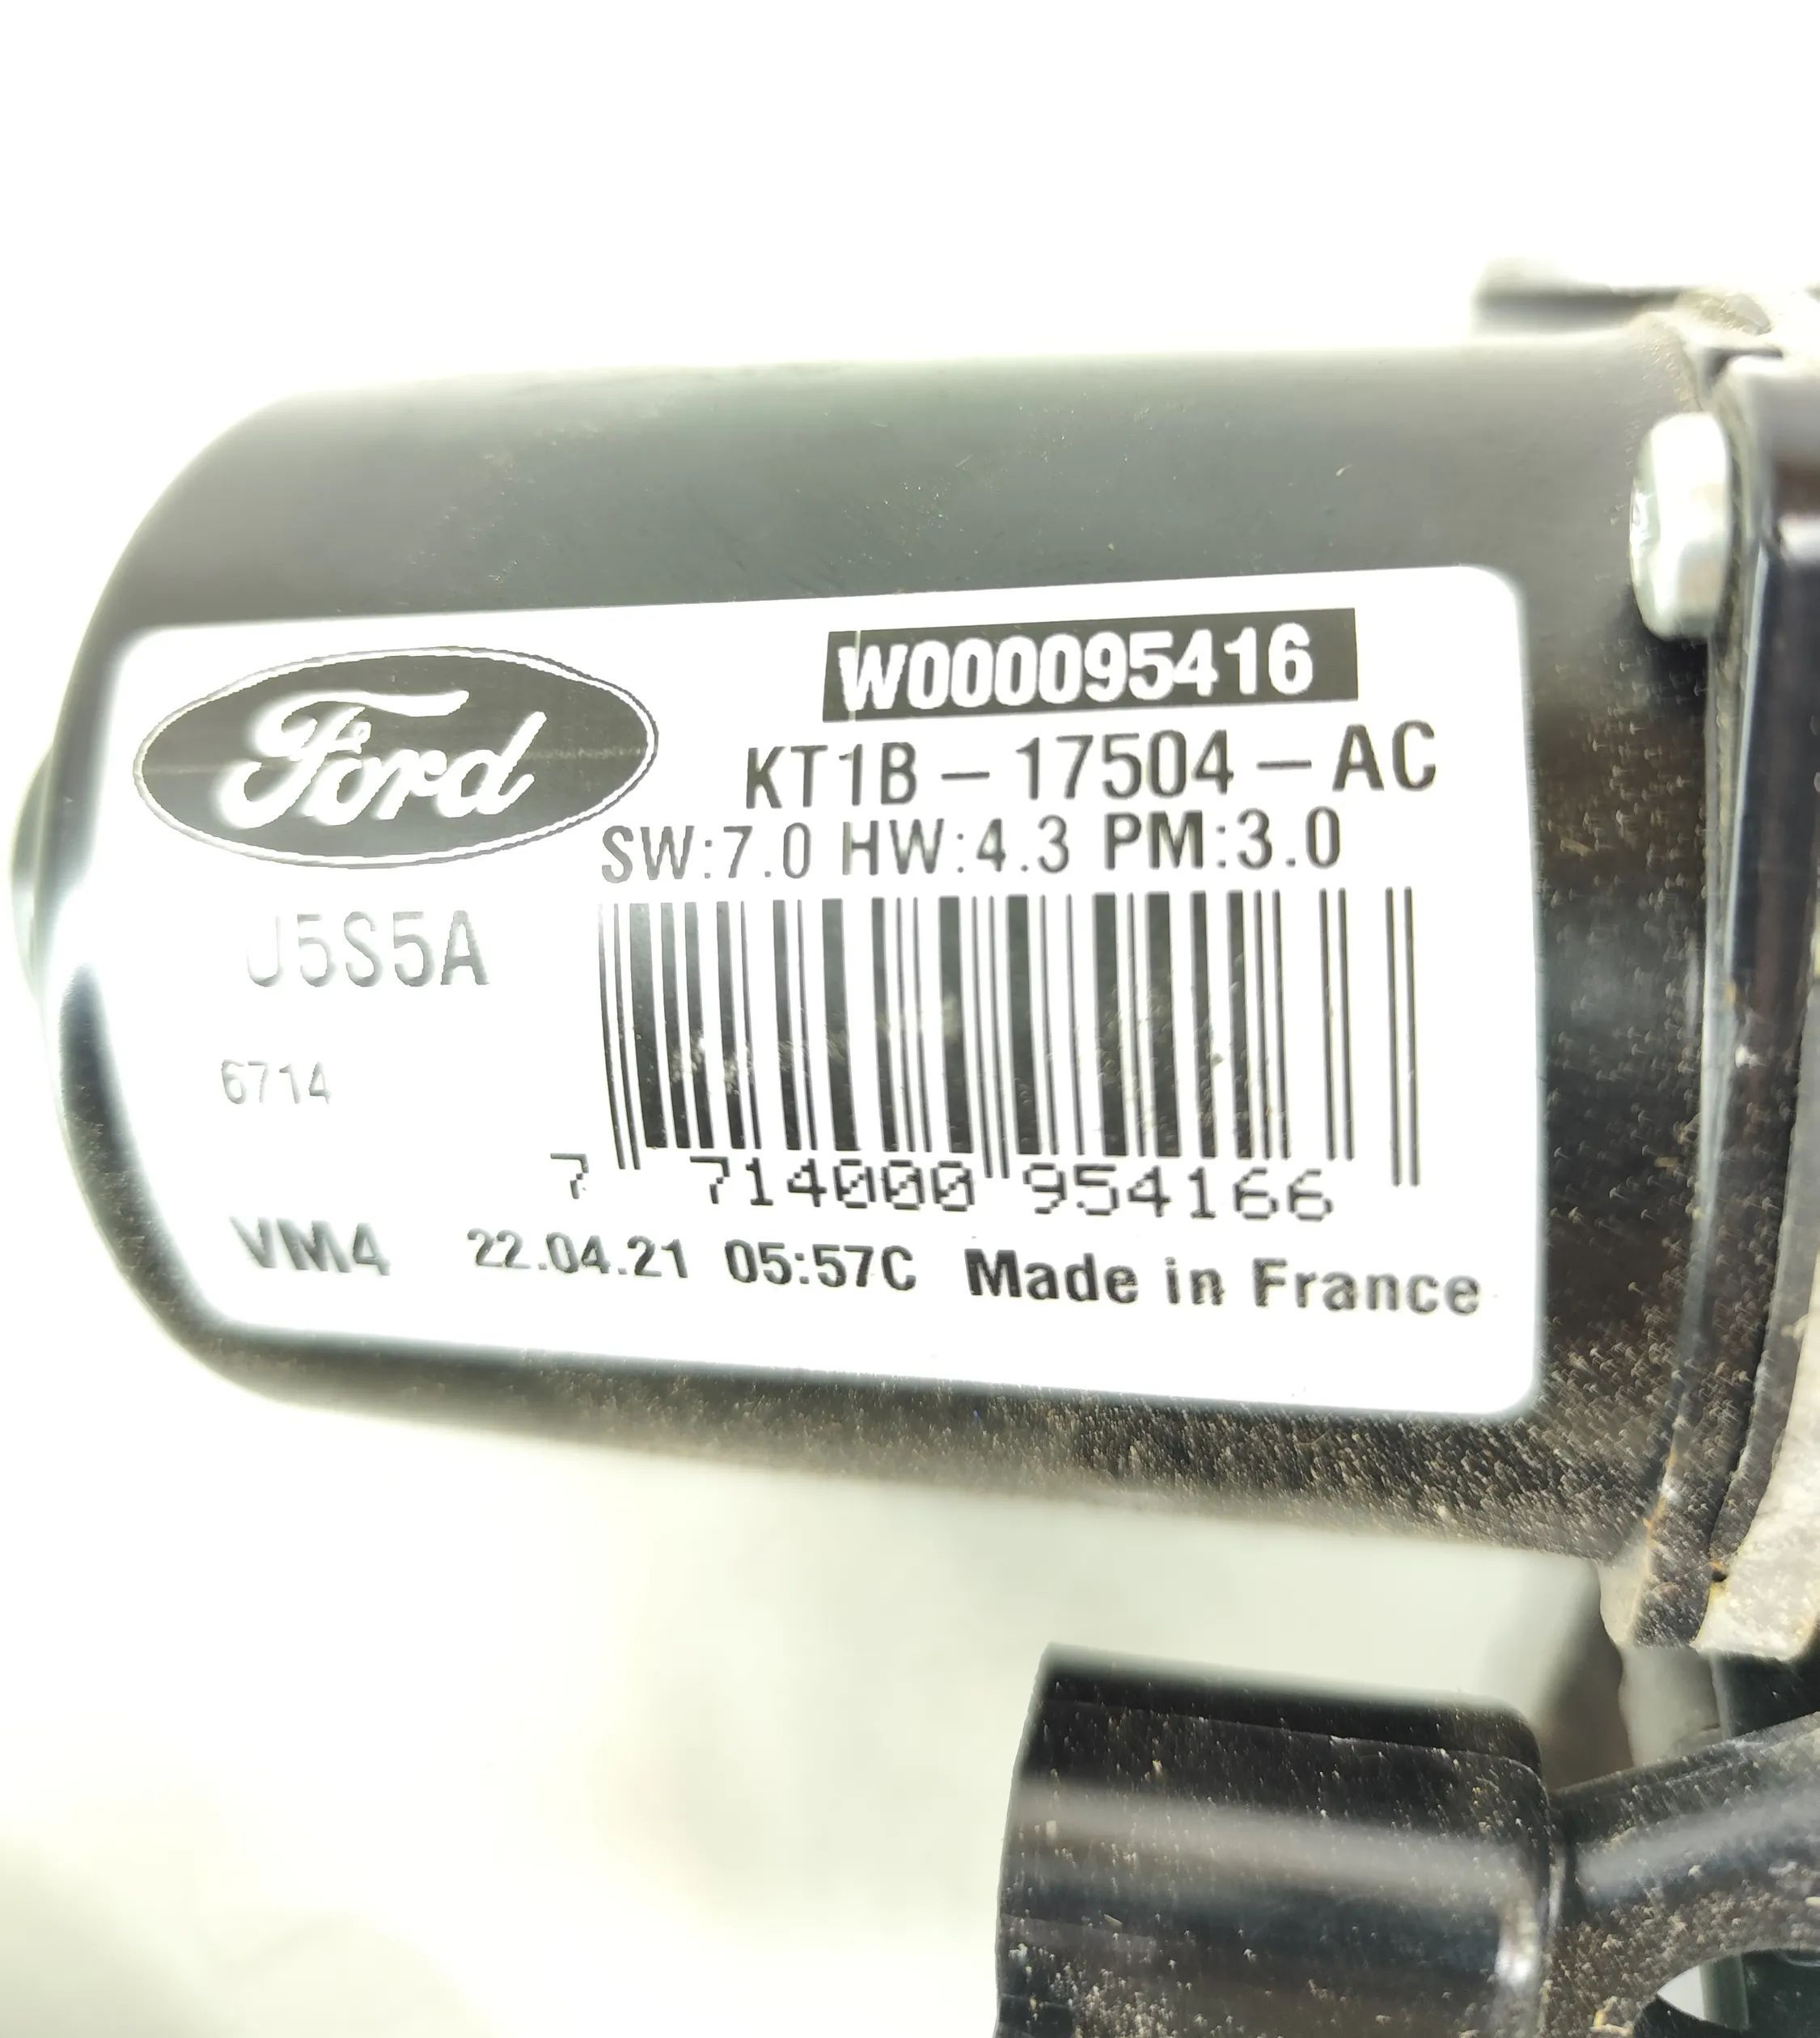 Ford
W000095416
KT1B - 17504 - AC
SW:7.0 HW:4.3 PM:3.0
U5S5A
6714
7 714000 954166
VM4 22.04.21 05:57C Made in France